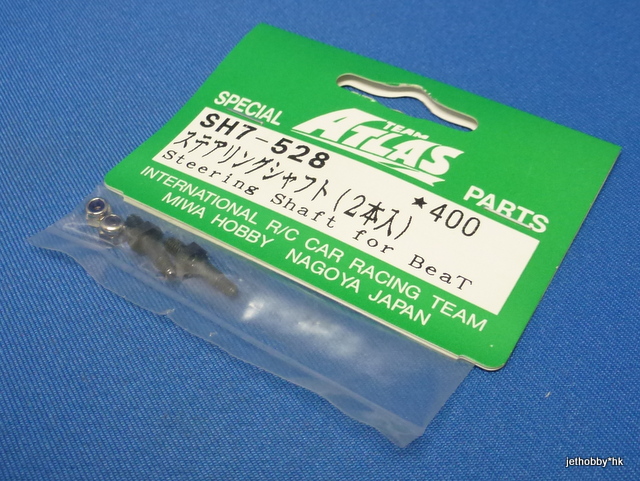 SPECIAL TEAM ATLAS PARTS
SH7-528 ★400
ステアリングシャフト(2本入)
Steering Shaft for BeaT
INTERNATIONAL R/C CAR RACING TEAM
MIWA HOBBY NAGOYA JAPAN
jethobby*hk